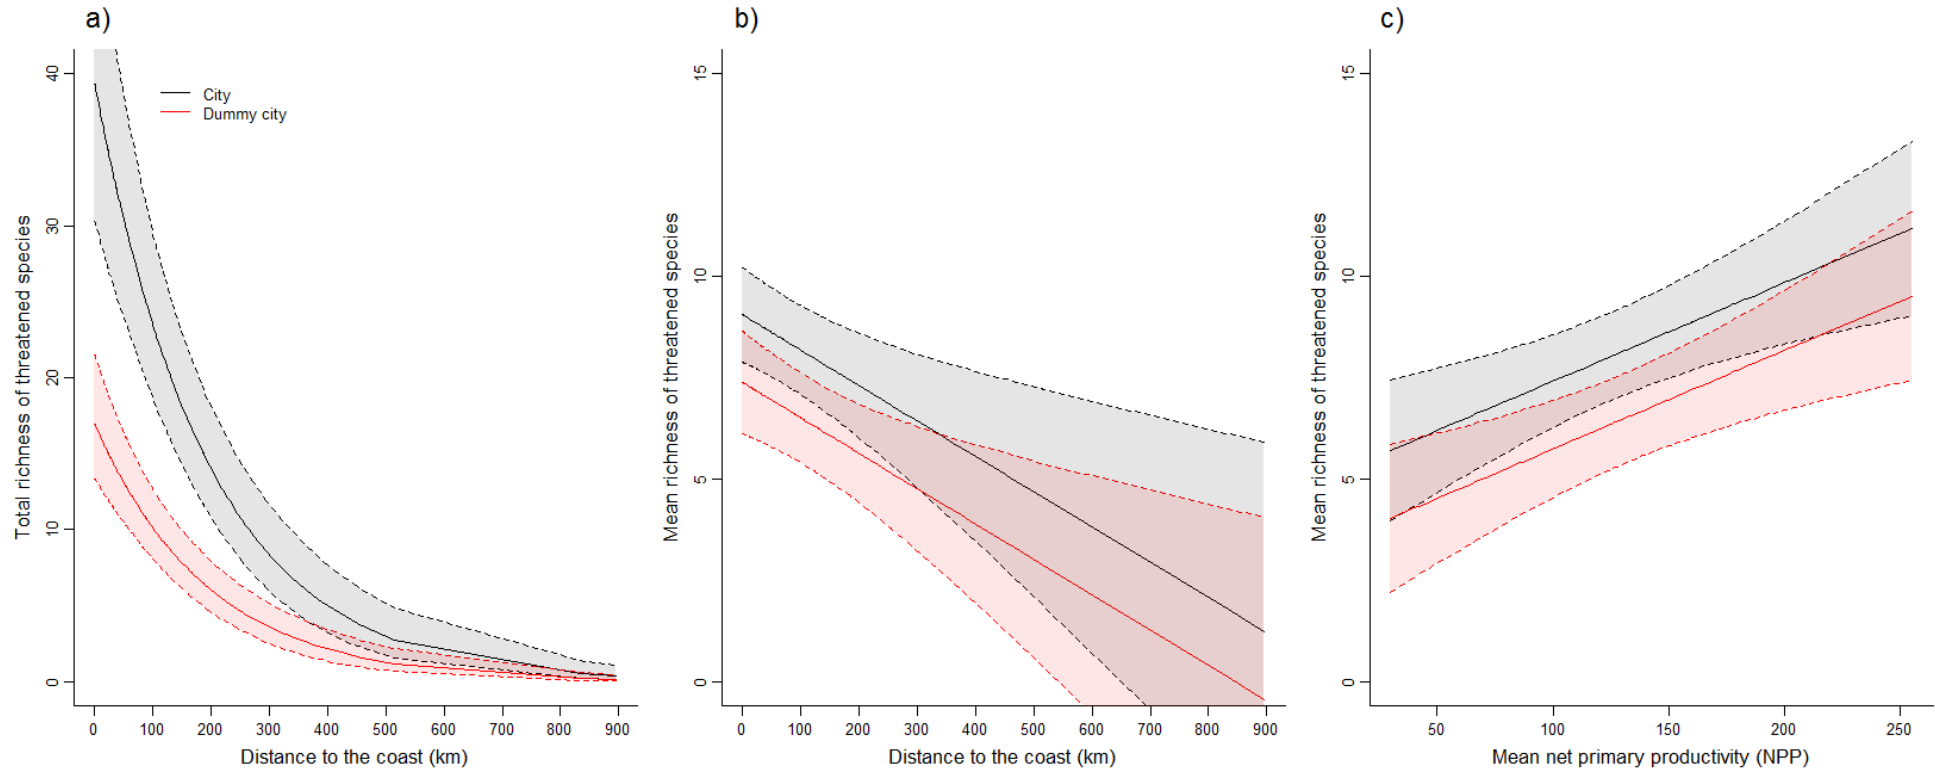 a)
Total richness of threatened species
40
30
20
10
0
City
Dummy city
0 100 200 300 400 500 600 700 800 900
Distance to the coast (km)
b)
Mean richness of threatened species
15
10
5
0
0 100 200 300 400 500 600 700 800 900
Distance to the coast (km)
c)
Mean richness of threatened species
15
10
5
0
50 100 150 200 250
Mean net primary productivity (NPP)